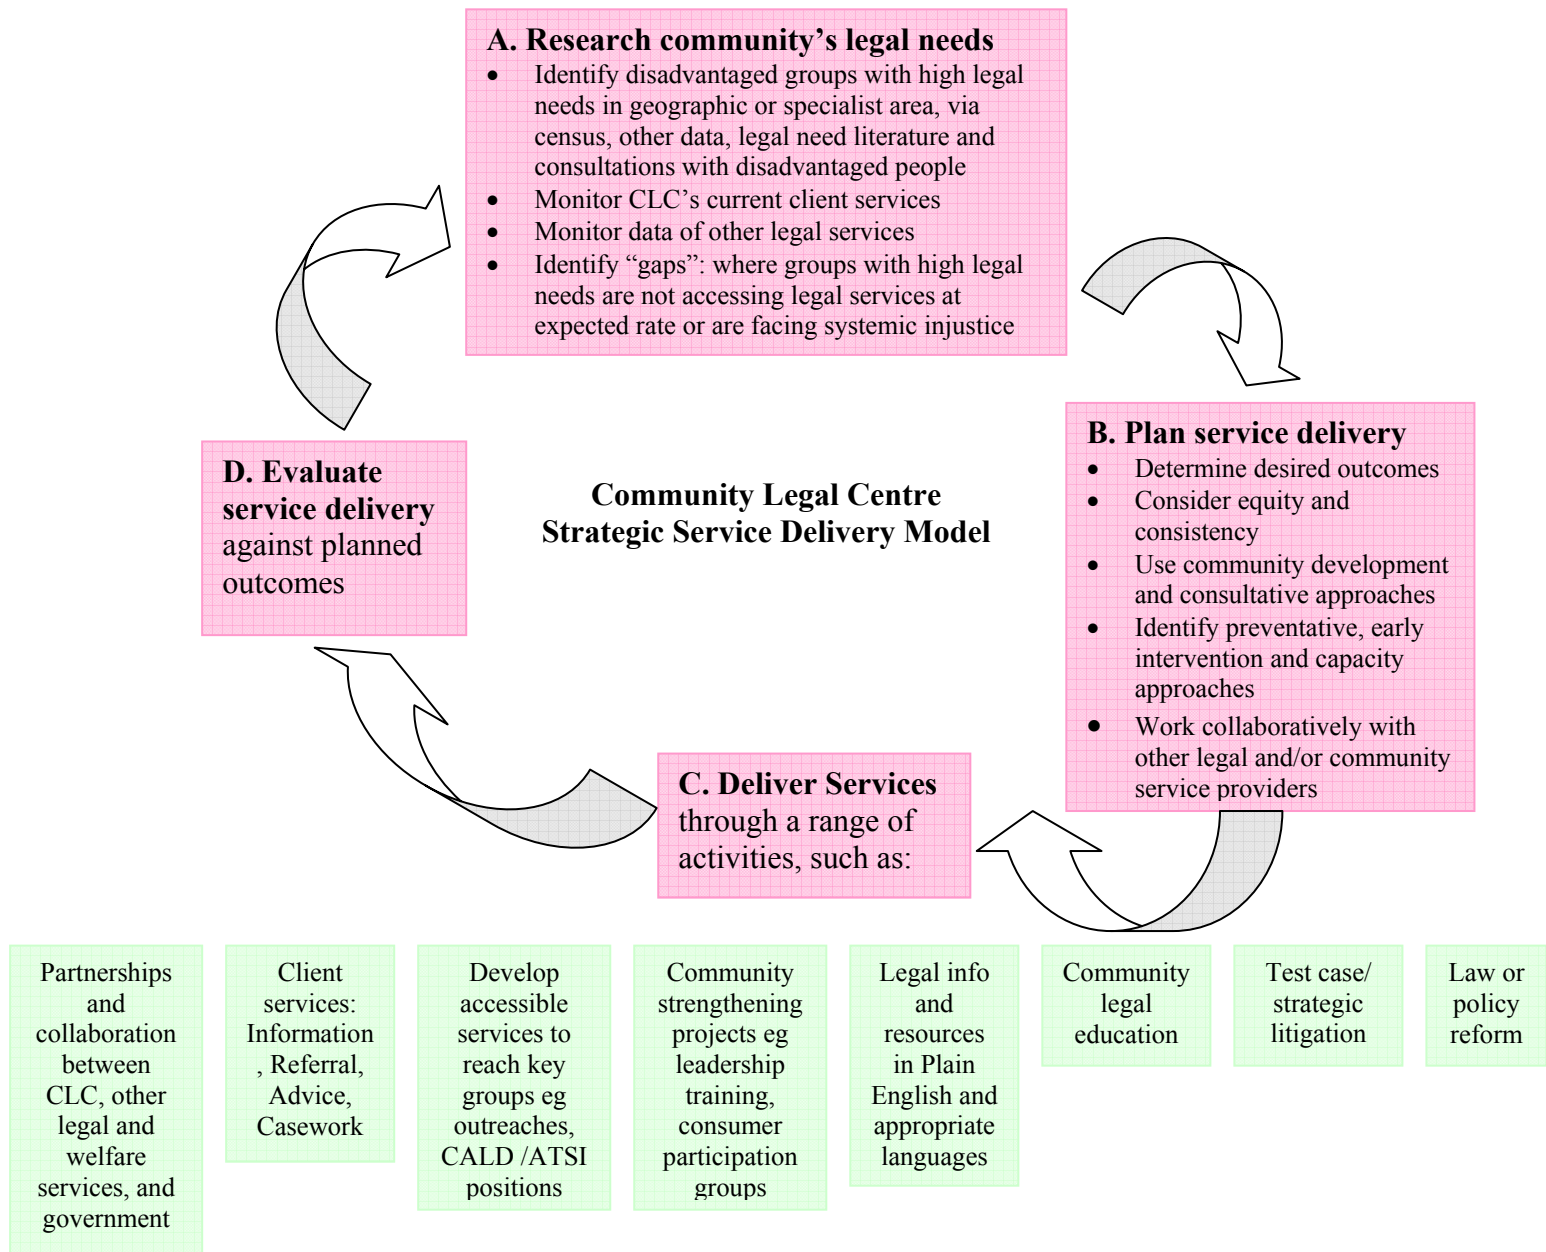 A. Research community’s legal needs
• Identify disadvantaged groups with high legal
needs in geographic or specialist area, via
census, other data, legal need literature and
consultations with disadvantaged people
• Monitor CLC’s current client services
• Monitor data of other legal services
• Identify “gaps”: where groups with high legal
needs are not accessing legal services at
expected rate or are facing systemic injustice
B. Plan service delivery
• Determine desired outcomes
• Consider equity and
consistency
• Use community development
and consultative approaches
• Identify preventative, early
intervention and capacity
approaches
• Work collaboratively with
other legal and/or community
service providers
D. Evaluate
service delivery
against planned
outcomes
Community Legal Centre
Strategic Service Delivery Model
C. Deliver Services
through a range of
activities, such as:
Partnerships
and
collaboration
between
CLC, other
legal and
welfare
services, and
government
Client
services:
Information
, Referral,
Advice,
Casework
Develop
accessible
services to
reach key
groups eg
outreaches,
CALD /ATSI
positions
Community
strengthening
projects eg
leadership
training,
consumer
participation
groups
Legal info
and
resources
in Plain
English and
appropriate
languages
Community
legal
education
Test case/
strategic
litigation
Law or
policy
reform